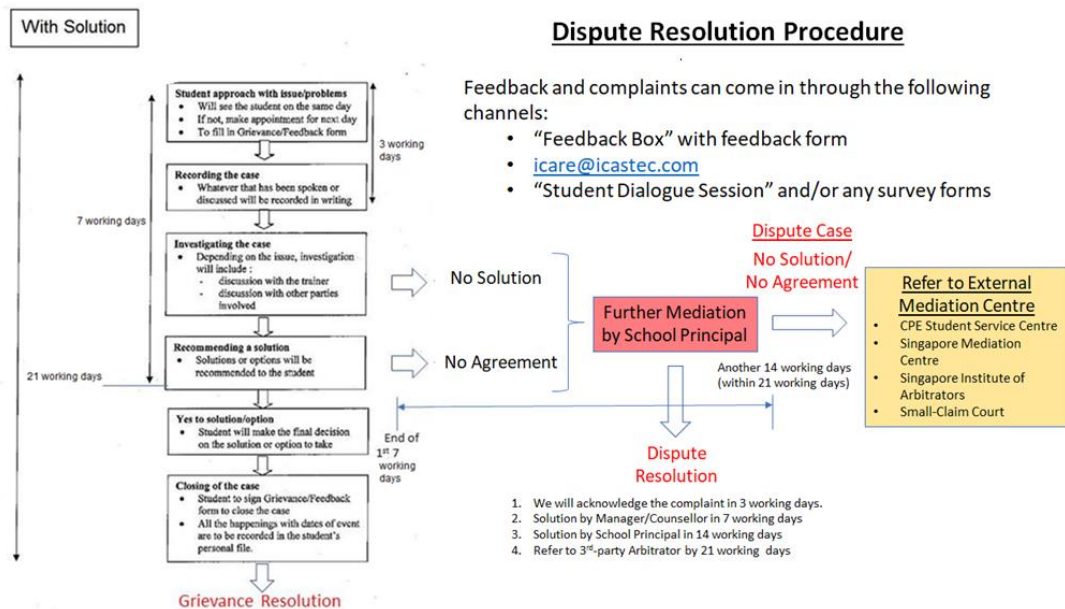 With Solution
Dispute Resolution Procedure
Student approach with issue/problems
• Will see the student on the same day
• If not, make appointment for next day
• To fill in Grievance/Feedback form
3 working
days
Recording the case
• Whatever that has been spoken or
discussed will be recorded in writing
7 working days
Investigating the case
• Depending on the issue, investigation
will include :
- discussion with the trainer
- discussion with other parties
involved
Recommending a solution
• Solutions or options will be
recommended to the student
21 working days
Yes to solution/option
• Student will make the final decision
on the solution or option to take
Closing of the case
• Student to sign Grievance/Feedback
form to close the case
• All the happenings with dates of event
are to be recorded in the student's
personal file.
Grievance Resolution
Feedback and complaints can come in through the following
channels:
• “Feedback Box” with feedback form
• icare@icastec.com
• “Student Dialogue Session” and/or any survey forms
No Solution
No Agreement
End of
1st 7
working
days
Further Mediation
by School Principal
Dispute Case
No Solution/
No Agreement
Another 14 working days
(within 21 working days)
Refer to External
Mediation Centre
• CPE Student Service Centre
• Singapore Mediation
Centre
• Singapore Institute of
Arbitrators
• Small-Claim Court
Dispute
Resolution
1. We will acknowledge the complaint in 3 working days.
2. Solution by Manager/Counsellor in 7 working days
3. Solution by School Principal in 14 working days
4. Refer to 3rd-party Arbitrator by 21 working days